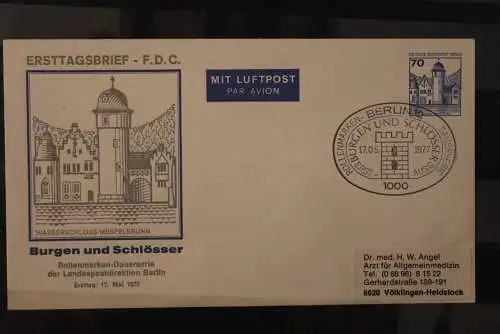 ERSTTAGSBRIEF - F.D.C.
WASSERSCHLOSS MESPELBRUNN
Burgen und Schlösser
Rollenmarken-Dauerserie
der Landespostdirektion Berlin
Ersttag: 17. Mai 1977
MIT LUFTPOST
PAR AVION
DEUTSCHE BUNDESPOST BERLIN
70
BERLIN 12
ROLLENMARKEN-DAUERSERIE
BURGEN UND SCHLÖSSER
17.05. 1977
1000
Dr. med. H. W. Angel
Arzt für Allgemeinmedizin
Tel. (0 68 98) 8 15 22
Gerhardstraße 189-191
6620 Völklingen-Heidstock